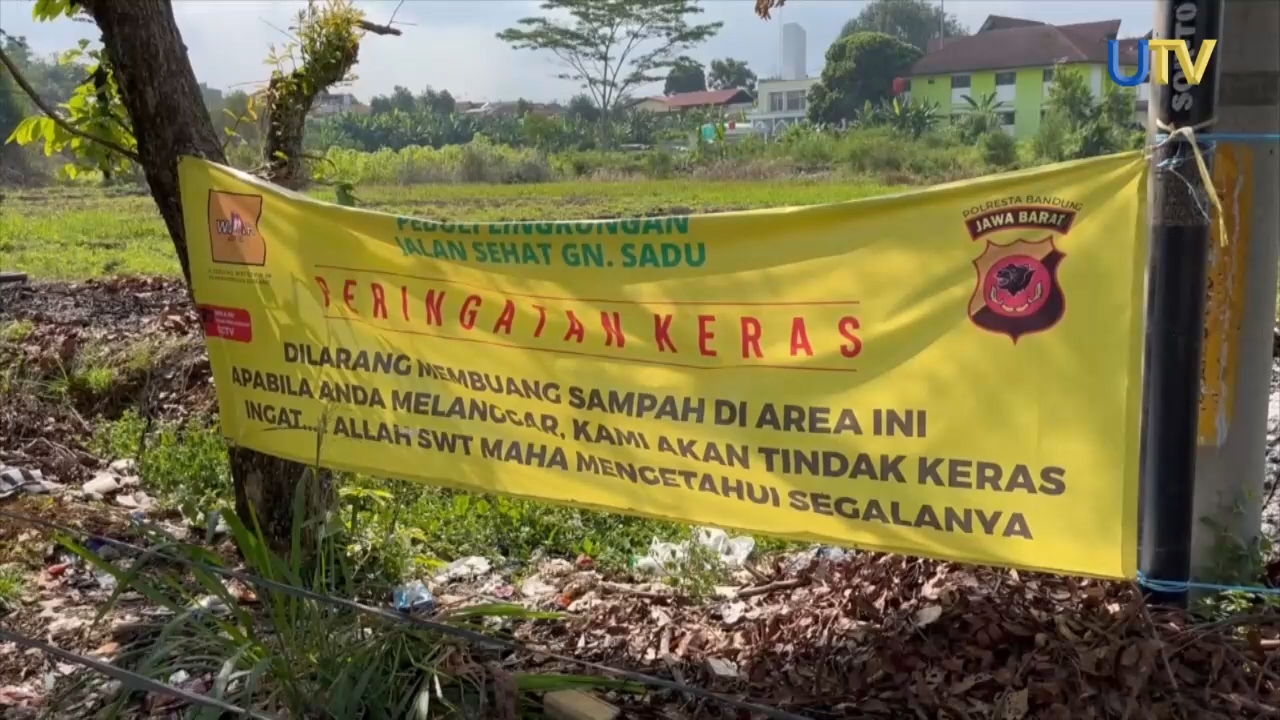 UTV
SORTO
POLRESTA BANDUNG
JAWA BARAT
PEDULI LINGKUNGAN
JALAN SEHAT GN. SADU
PERINGATAN KERAS
DILARANG MEMBUANG SAMPAH DI AREA INI
APABILA ANDA MELANGGAR, KAMI AKAN TINDAK KERAS
INGAT.... ALLAH SWT MAHA MENGETAHUI SEGALANYA